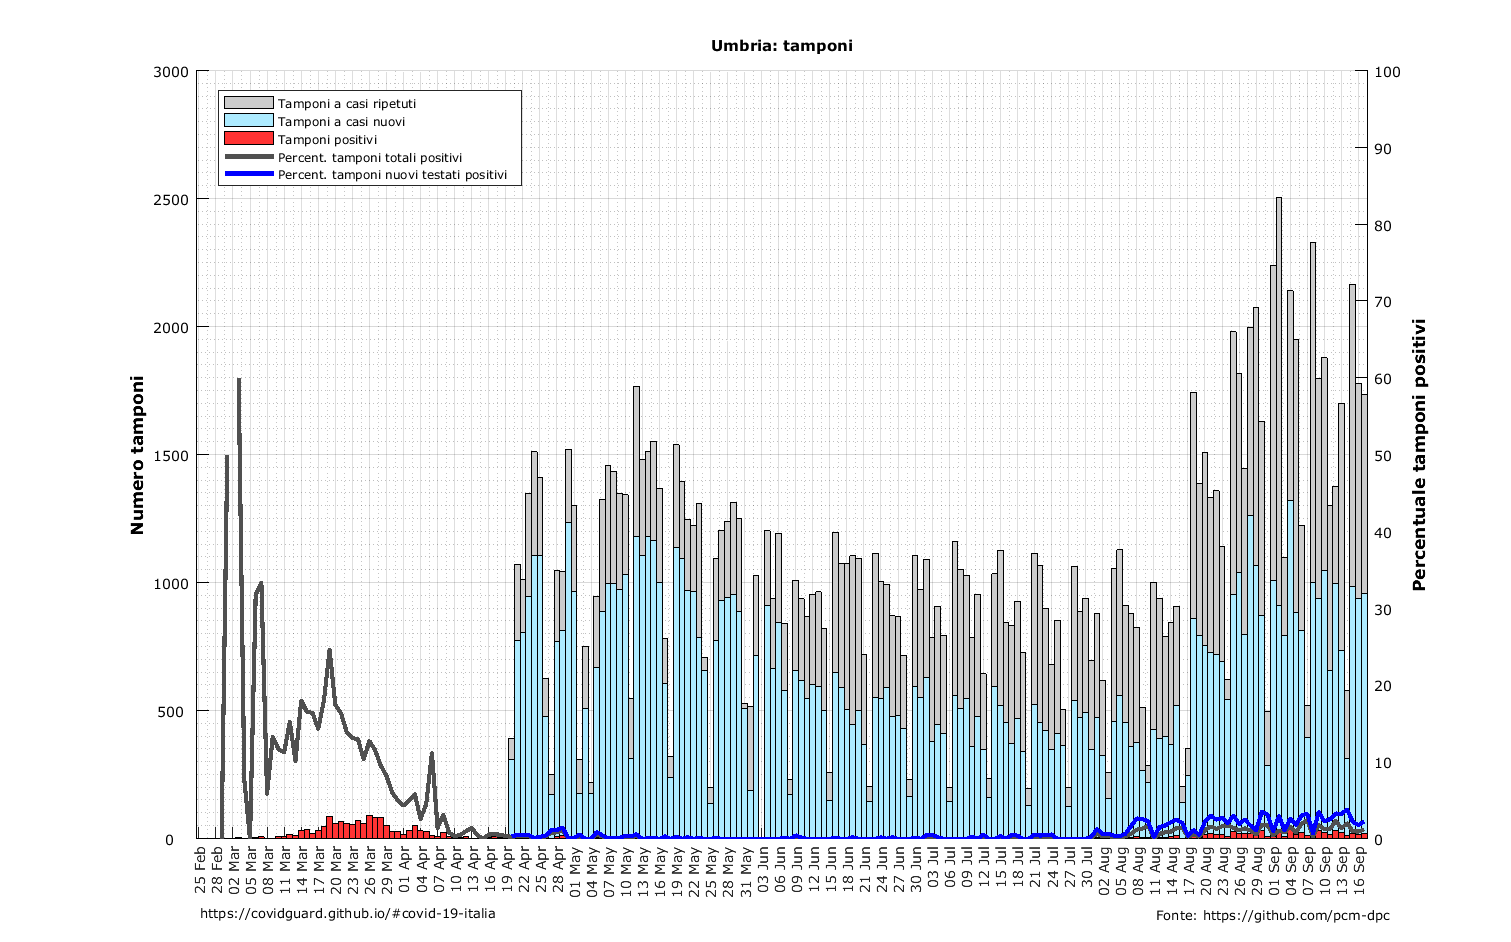 Umbria: tamponi
3000
2500
2000
1500
1000
500
0
Numero tamponi
Tamponi a casi ripetuti
Tamponi a casi nuovi
Tamponi positivi
Percent. tamponi totali positivi
Percent. tamponi nuovi testati positivi
100
90
80
70
60
50
40
30
20
10
0
Percentuale tamponi positivi
25 Feb
28 Feb
02 Mar
05 Mar
08 Mar
11 Mar
14 Mar
17 Mar
20 Mar
23 Mar
26 Mar
29 Mar
01 Apr
04 Apr
07 Apr
10 Apr
13 Apr
16 Apr
19 Apr
22 Apr
25 Apr
28 Apr
01 May
04 May
07 May
10 May
13 May
16 May
19 May
22 May
25 May
28 May
31 May
03 Jun
06 Jun
09 Jun
12 Jun
15 Jun
18 Jun
21 Jun
24 Jun
27 Jun
30 Jun
03 Jul
06 Jul
09 Jul
12 Jul
15 Jul
18 Jul
21 Jul
24 Jul
27 Jul
30 Jul
02 Aug
05 Aug
08 Aug
11 Aug
14 Aug
17 Aug
20 Aug
23 Aug
26 Aug
29 Aug
01 Sep
04 Sep
07 Sep
10 Sep
13 Sep
16 Sep
https://covidguard.github.io/#covid-19-italia
Fonte: https://github.com/pcm-dpc